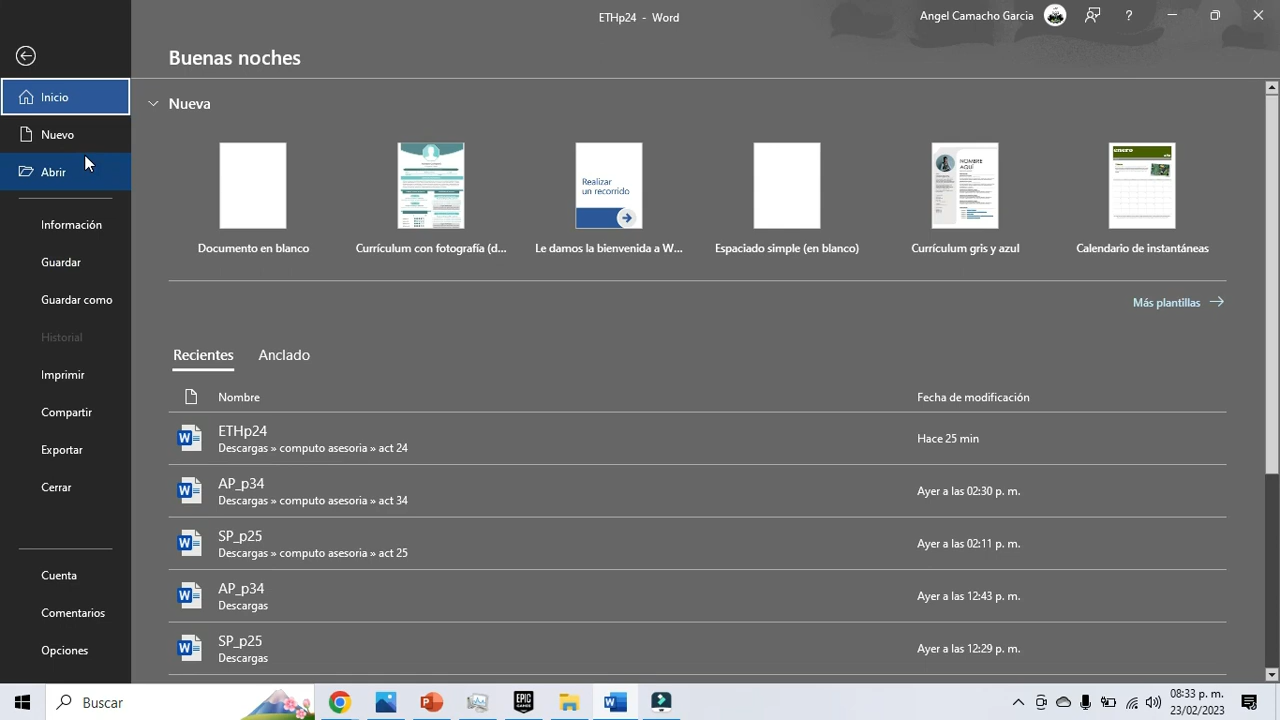 ETHp24 - Word
Angel Camacho Garcia
?
Buenas noches
Inicio
Nuevo
Abrir
Información
Guardar
Guardar como
Historial
Imprimir
Compartir
Exportar
Cerrar
Cuenta
Comentarios
Opciones
Nueva
Realizar
un recorrido
NOMBRE
AQUÍ
enero
Documento en blanco
Currículum con fotografía (d...
Le damos la bienvenida a W...
Espaciado simple (en blanco)
Currículum gris y azul
Calendario de instantáneas
Más plantillas
Recientes Anclado
Nombre Fecha de modificación
ETHp24
Descargas » computo asesoria » act 24
Hace 25 min
AP_p34
Descargas » computo asesoria » act 34
Ayer a las 02:30 p. m.
SP_p25
Descargas » computo asesoria » act 25
Ayer a las 02:11 p. m.
AP_p34
Descargas
Ayer a las 12:43 p. m.
SP_p25
Descargas
Ayer a las 12:29 p. m.
Buscar
EPIC
GAMES
08:33 p. m.
23/02/2023